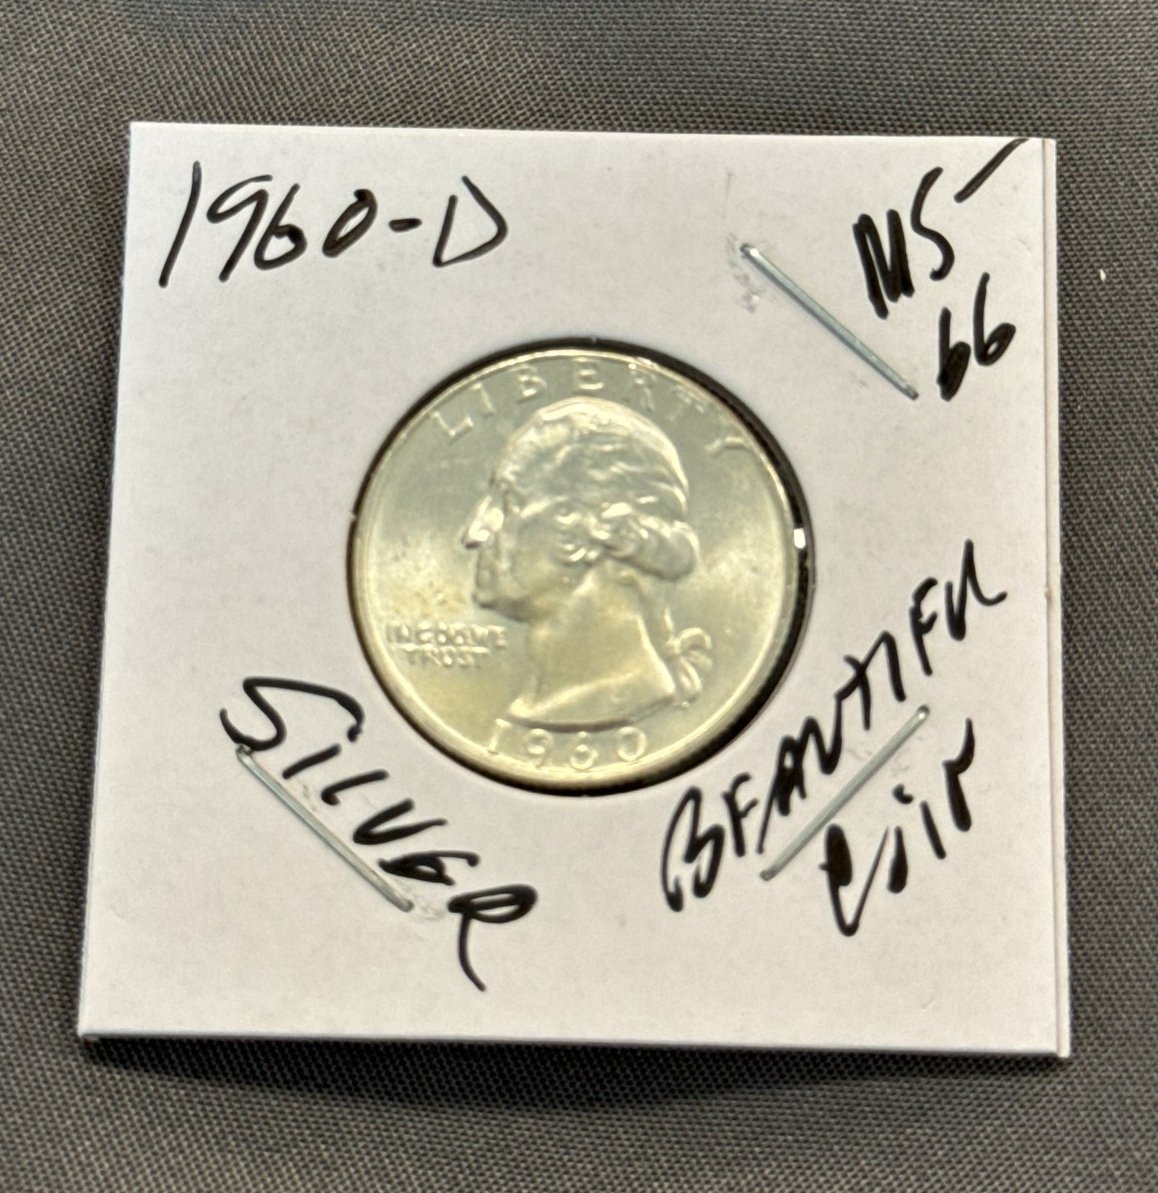 1960-D
MS-
66
LIBERTY
IN GOD WE
TRUST
1960
SILVER
BEAUTIFUL
COIN